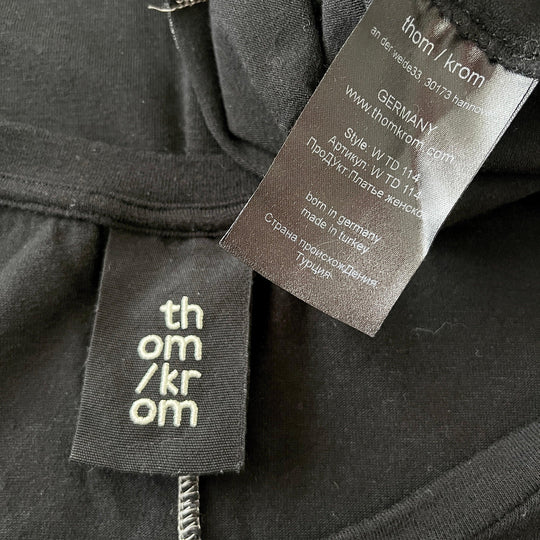 thom/krom
an der weide33, 30173 hannov
GERMANY
www.thomkrom.com
Style: W TD 114,
Артикул: W TD 114,
ПроДУкт:Платье женско
born in germany
made in turkey
Страна происхожДения
Турция
th
om/
/kr
om